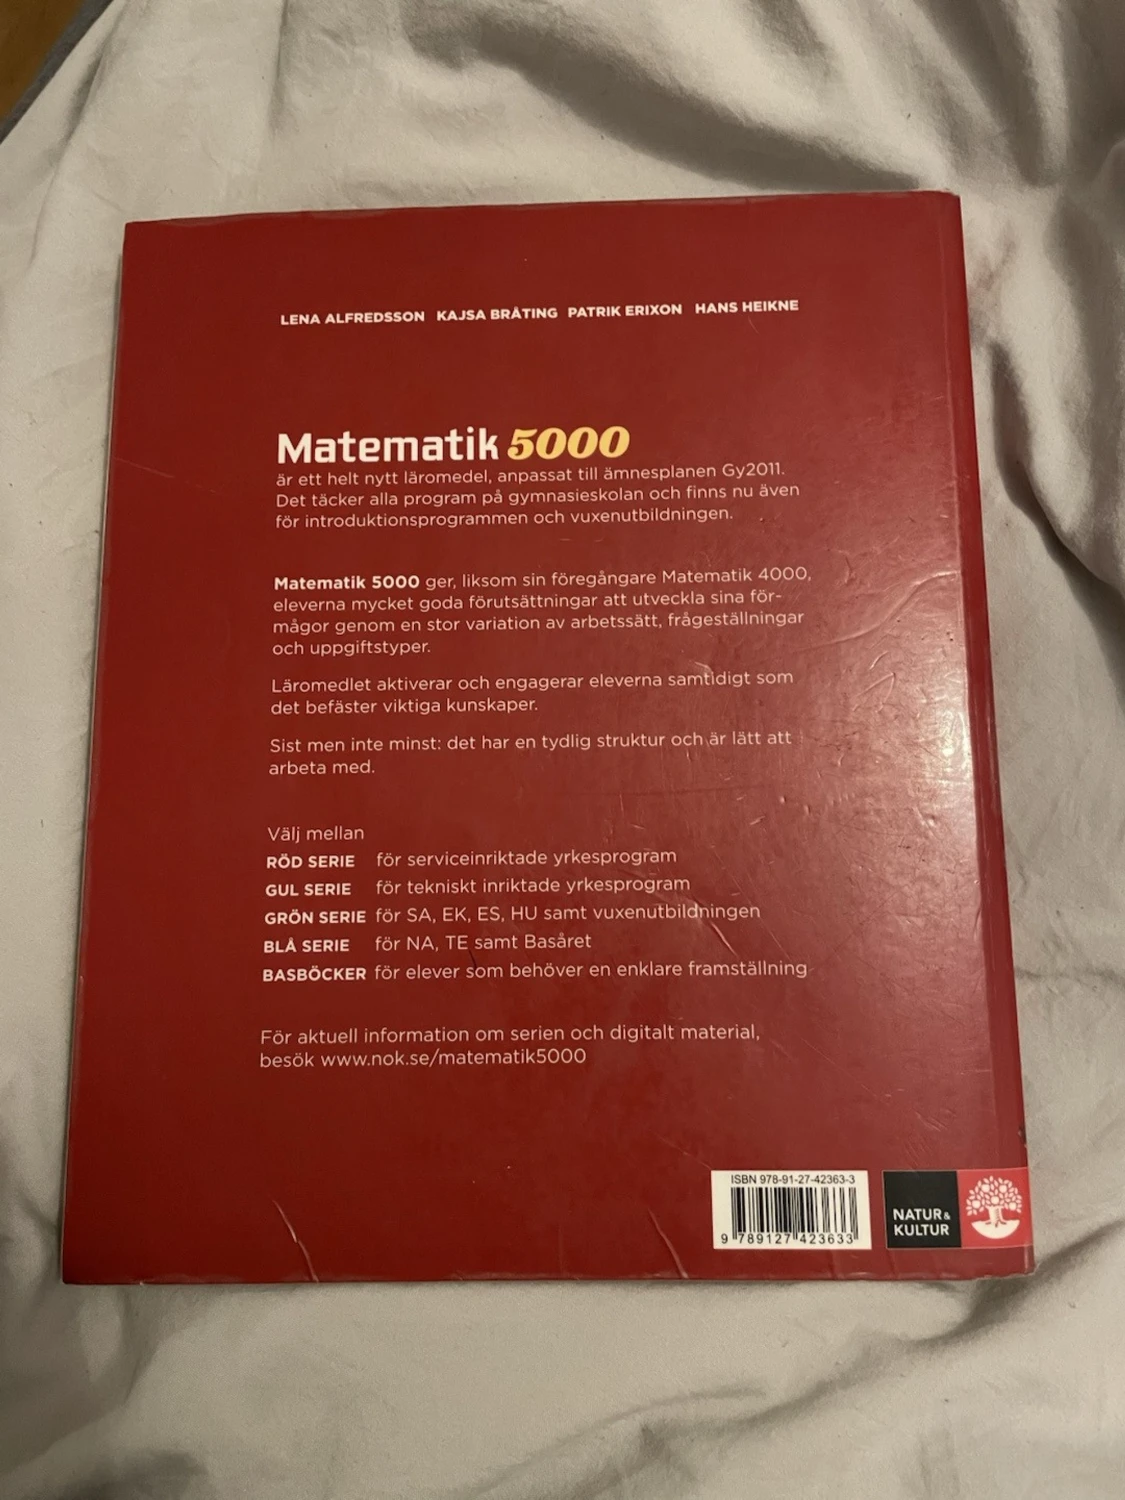 LENA ALFREDSSON KAJSA BRÅTING PATRIK ERIXON HANS HEIKNE
Matematik 5000
är ett helt nytt läromedel, anpassat till ämnesplanen Gy2011.
Det täcker alla program på gymnasieskolan och finns nu även
för introduktionsprogrammen och vuxenutbildningen.
Matematik 5000 ger, liksom sin föregångare Matematik 4000,
eleverna mycket goda förutsättningar att utveckla sina för-
mågor genom en stor variation av arbetssätt, frågeställningar
och uppgiftstyper.
Läromedlet aktiverar och engagerar eleverna samtidigt som
det befäster viktiga kunskaper.
Sist men inte minst: det har en tydlig struktur och är lätt att
arbeta med.
Välj mellan
RÖD SERIE för serviceinriktade yrkesprogram
GUL SERIE för tekniskt inriktade yrkesprogram
GRÖN SERIE för SA, EK, ES, HU samt vuxenutbildningen
BLÅ SERIE för NA, TE samt Basåret
BASBÖCKER för elever som behöver en enklare framställning
För aktuell information om serien och digitalt material,
besök www.nok.se/matematik5000
ISBN 978-91-27-42363-3
9 789127 423633
NATUR &
KULTUR